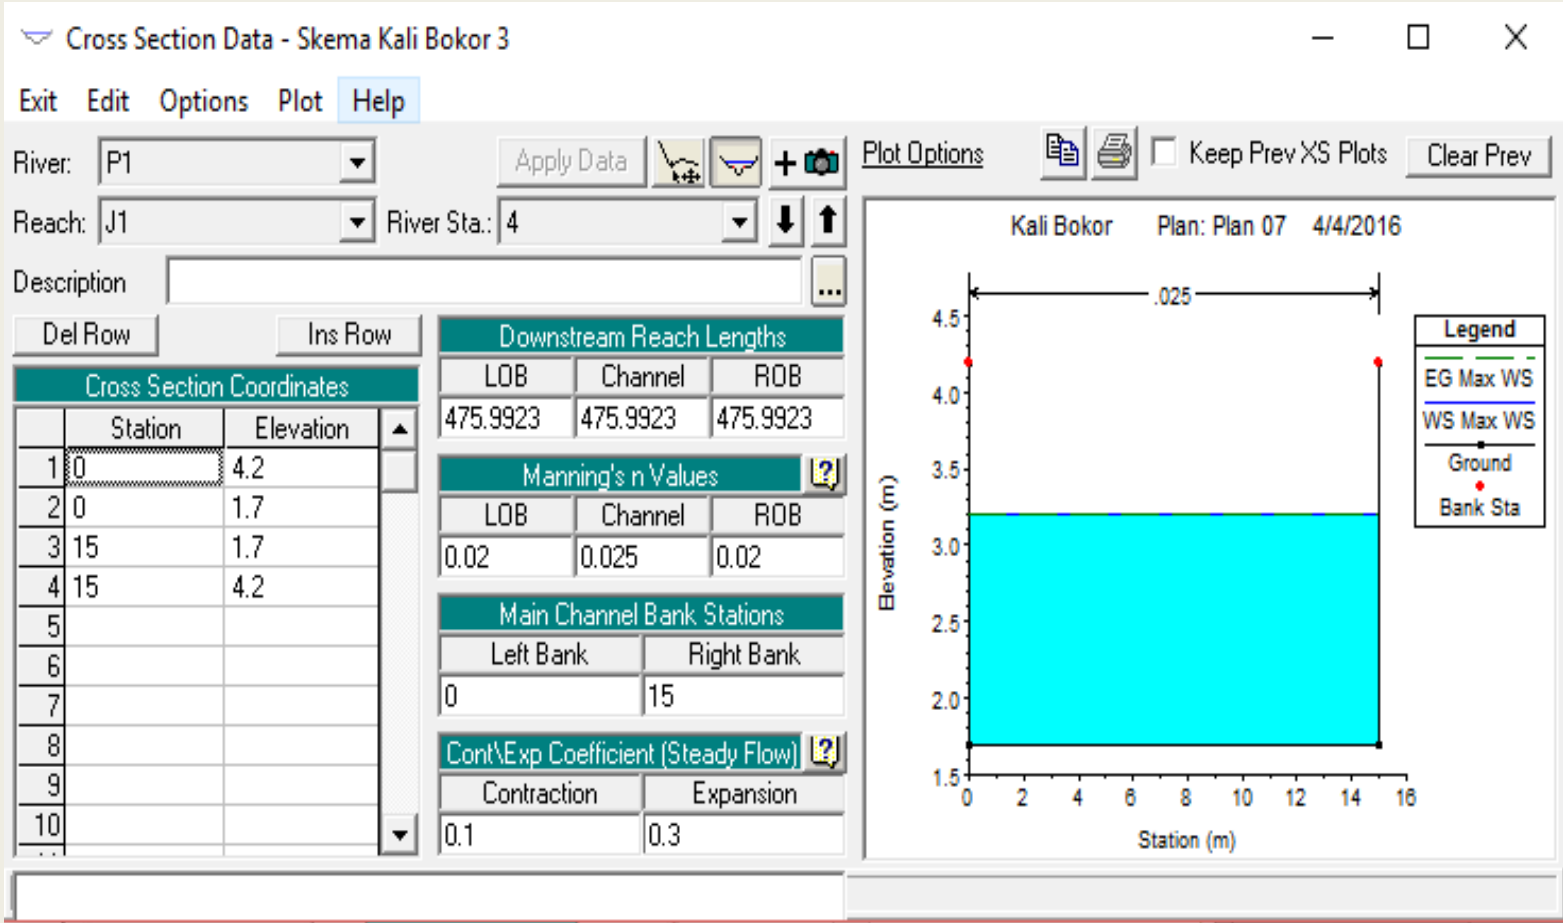 Cross Section Data - Skema Kali Bokor 3
Exit Edit Options Plot Help
River: P1 Apply Data + Plot Options Keep Prev XS Plots Clear Prev
Reach: J1 River Sta.: 4
Description ...
Del Row Ins Row
Cross Section Coordinates
Station Elevation
1 0 4.2
2 0 1.7
3 15 1.7
4 15 4.2
5
6
7
8
9
10
Downstream Reach Lengths
LOB Channel ROB
475.9923 475.9923 475.9923
Manning's n Values ?
LOB Channel ROB
0.02 0.025 0.02
Main Channel Bank Stations
Left Bank Right Bank
0 15
Cont\Exp Coefficient (Steady Flow) ?
Contraction Expansion
0.1 0.3
Kali Bokor Plan: Plan 07 4/4/2016
.025
4.5
4.0
3.5
3.0
2.5
2.0
1.5
Elevation (m)
0 2 4 6 8 10 12 14 16
Station (m)
Legend
EG Max WS
WS Max WS
Ground
Bank Sta